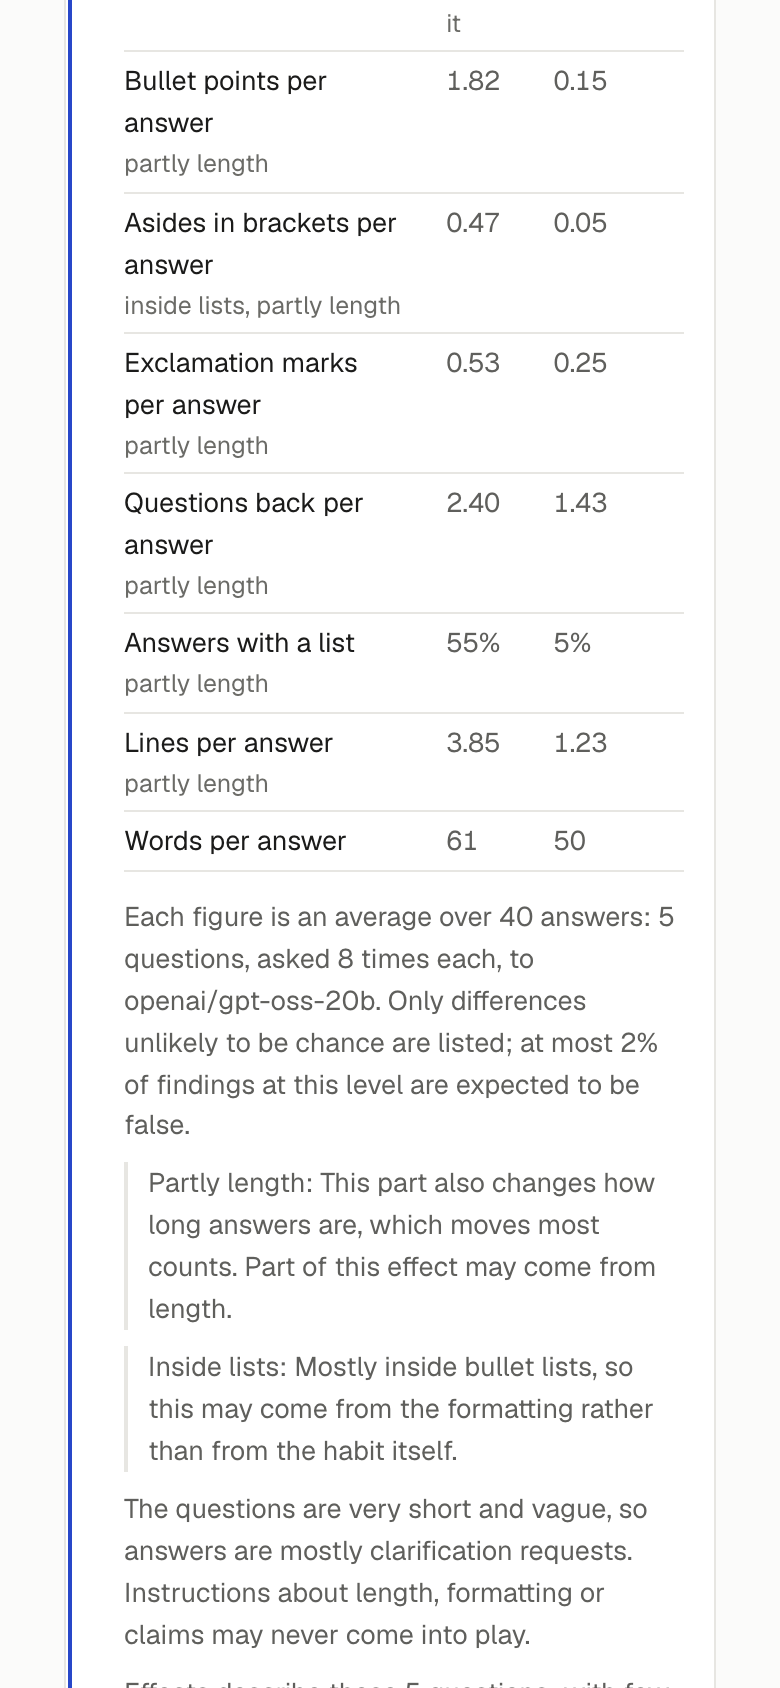 it
Bullet points per 1.82 0.15
answer
partly length
Asides in brackets per 0.47 0.05
answer
inside lists, partly length
Exclamation marks 0.53 0.25
per answer
partly length
Questions back per 2.40 1.43
answer
partly length
Answers with a list 55% 5%
partly length
Lines per answer 3.85 1.23
partly length
Words per answer 61 50
Each figure is an average over 40 answers: 5
questions, asked 8 times each, to
openai/gpt-oss-20b. Only differences
unlikely to be chance are listed; at most 2%
of findings at this level are expected to be
false.
Partly length: This part also changes how
long answers are, which moves most
counts. Part of this effect may come from
length.
Inside lists: Mostly inside bullet lists, so
this may come from the formatting rather
than from the habit itself.
The questions are very short and vague, so
answers are mostly clarification requests.
Instructions about length, formatting or
claims may never come into play.
Effects describe these 5 questions, with few